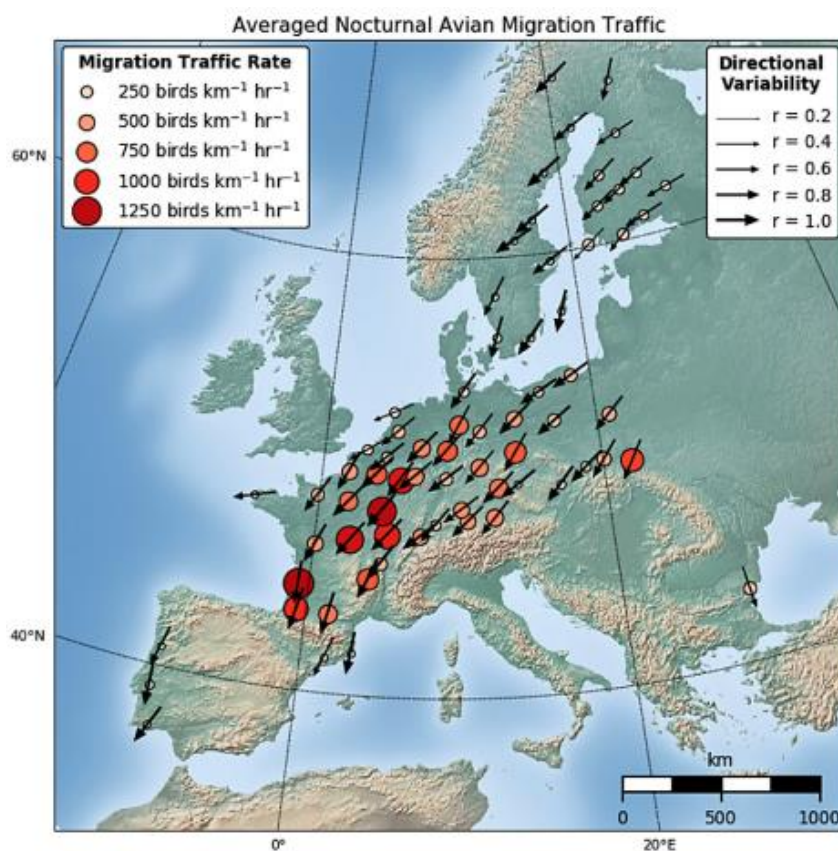 Averaged Nocturnal Avian Migration Traffic
Migration Traffic Rate
250 birds km⁻¹ hr⁻¹
500 birds km⁻¹ hr⁻¹
750 birds km⁻¹ hr⁻¹
1000 birds km⁻¹ hr⁻¹
1250 birds km⁻¹ hr⁻¹
Directional
Variability
r = 0.2
r = 0.4
r = 0.6
r = 0.8
r = 1.0
60°N
40°N
km
0 500 1000
0° 20°E